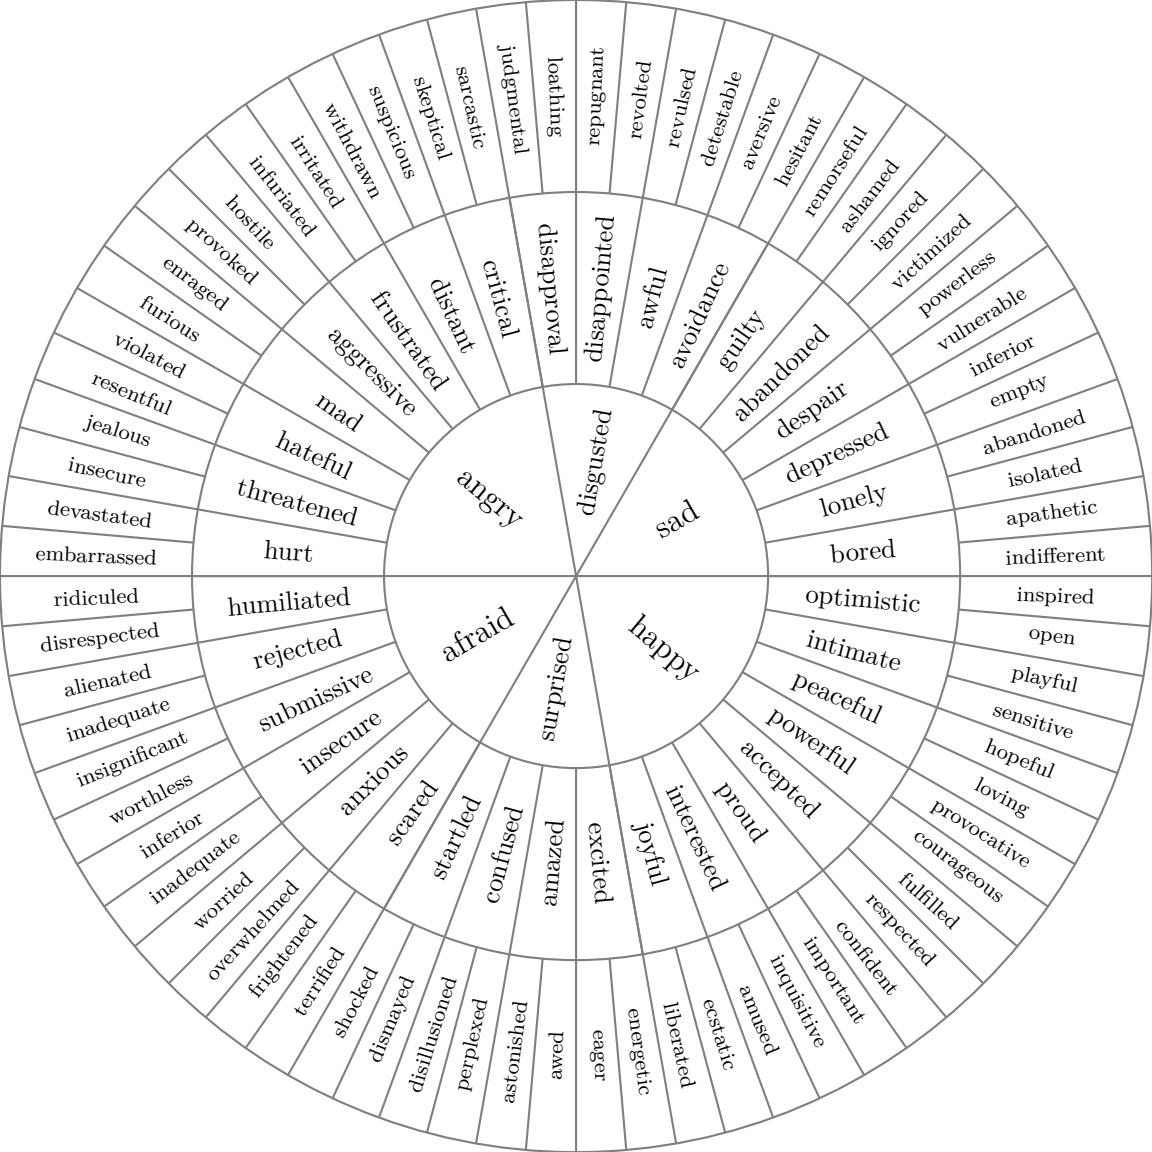 repugnant
revolted
revulsed
detestable
aversive
hesitant
remorseful
ashamed
ignored
victimized
powerless
vulnerable
inferior
empty
abandoned
isolated
apathetic
indifferent
inspired
open
playful
sensitive
hopeful
loving
provocative
courageous
fulfilled
respected
confident
important
inquisitive
amused
ecstatic
liberated
energetic
eager
awed
astonished
perplexed
disillusioned
dismayed
shocked
terrified
frightened
overwhelmed
worried
inadequate
inferior
worthless
insignificant
inadequate
alienated
disrespected
ridiculed
embarrassed
devastated
insecure
jealous
resentful
violated
furious
enraged
provoked
hostile
infuriated
irritated
withdrawn
suspicious
skeptical
sarcastic
judgmental
loathing
disappointed
awful
avoidance
guilty
abandoned
despair
depressed
lonely
bored
optimistic
intimate
peaceful
powerful
accepted
proud
interested
joyful
excited
amazed
confused
startled
scared
anxious
insecure
submissive
rejected
humiliated
hurt
threatened
hateful
mad
aggressive
frustrated
distant
critical
disapproval
disgusted
sad
happy
surprised
afraid
angry